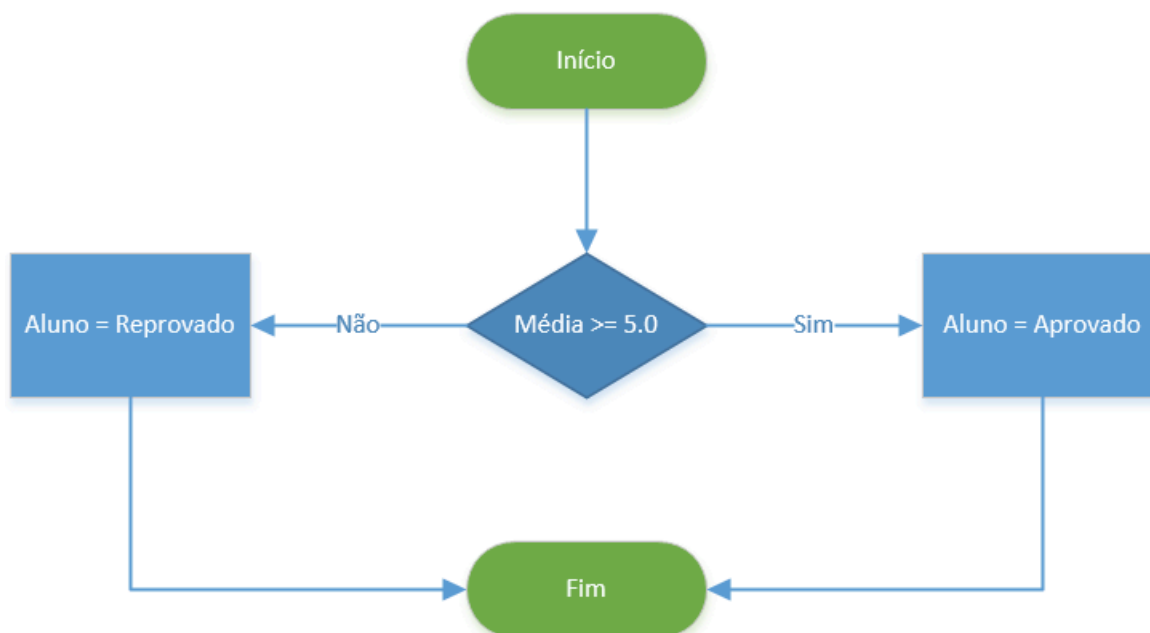 Início
Aluno = Reprovado
Não
Média >= 5.0
Sim
Aluno = Aprovado
Fim